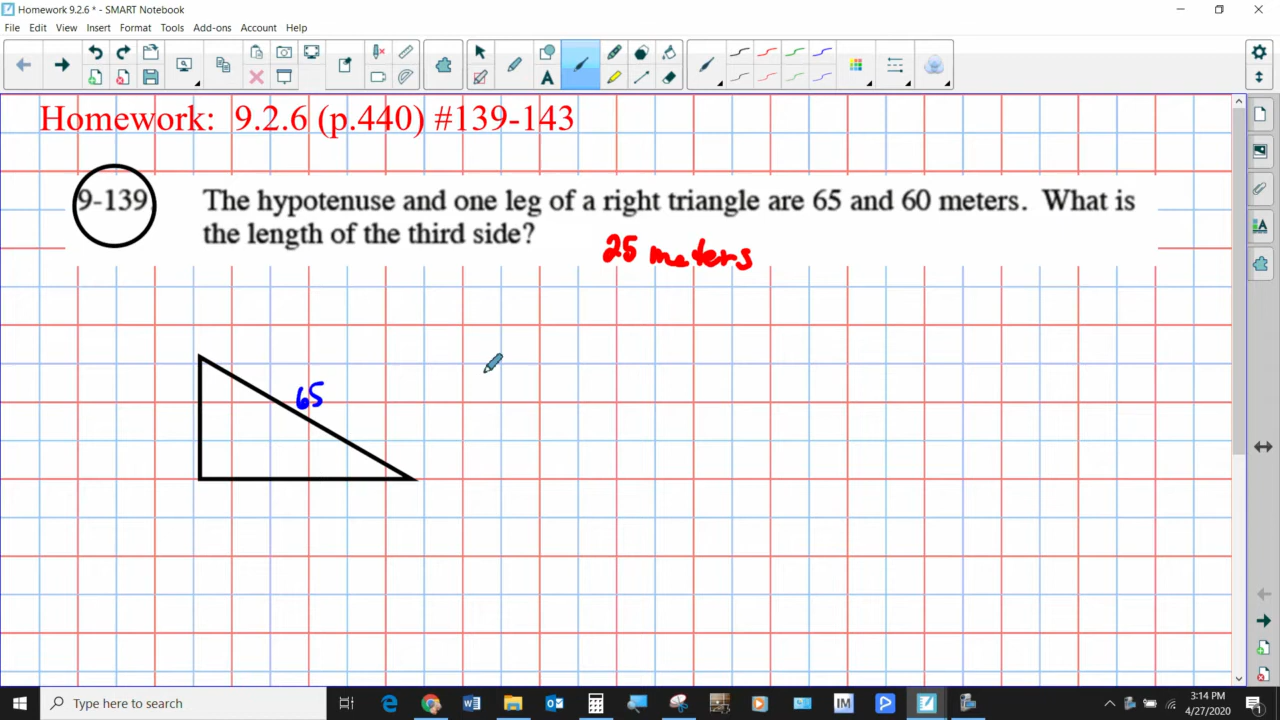 Homework 9.2.6 * - SMART Notebook
File Edit View Insert Format Tools Add-ons Account Help
Homework: 9.2.6 (p.440) #139-143
9-139 The hypotenuse and one leg of a right triangle are 65 and 60 meters. What is
the length of the third side?
25 meters
65
Type here to search
3:14 PM
4/27/2020